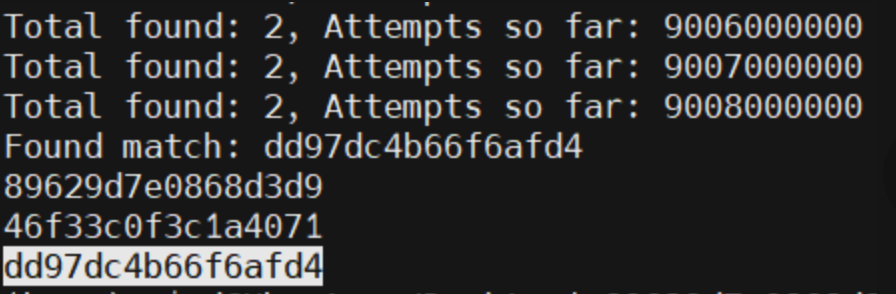 Total found: 2, Attempts so far: 9006000000
Total found: 2, Attempts so far: 9007000000
Total found: 2, Attempts so far: 9008000000
Found match: dd97dc4b66f6afd4
89629d7e0868d3d9
46f33c0f3c1a4071
dd97dc4b66f6afd4